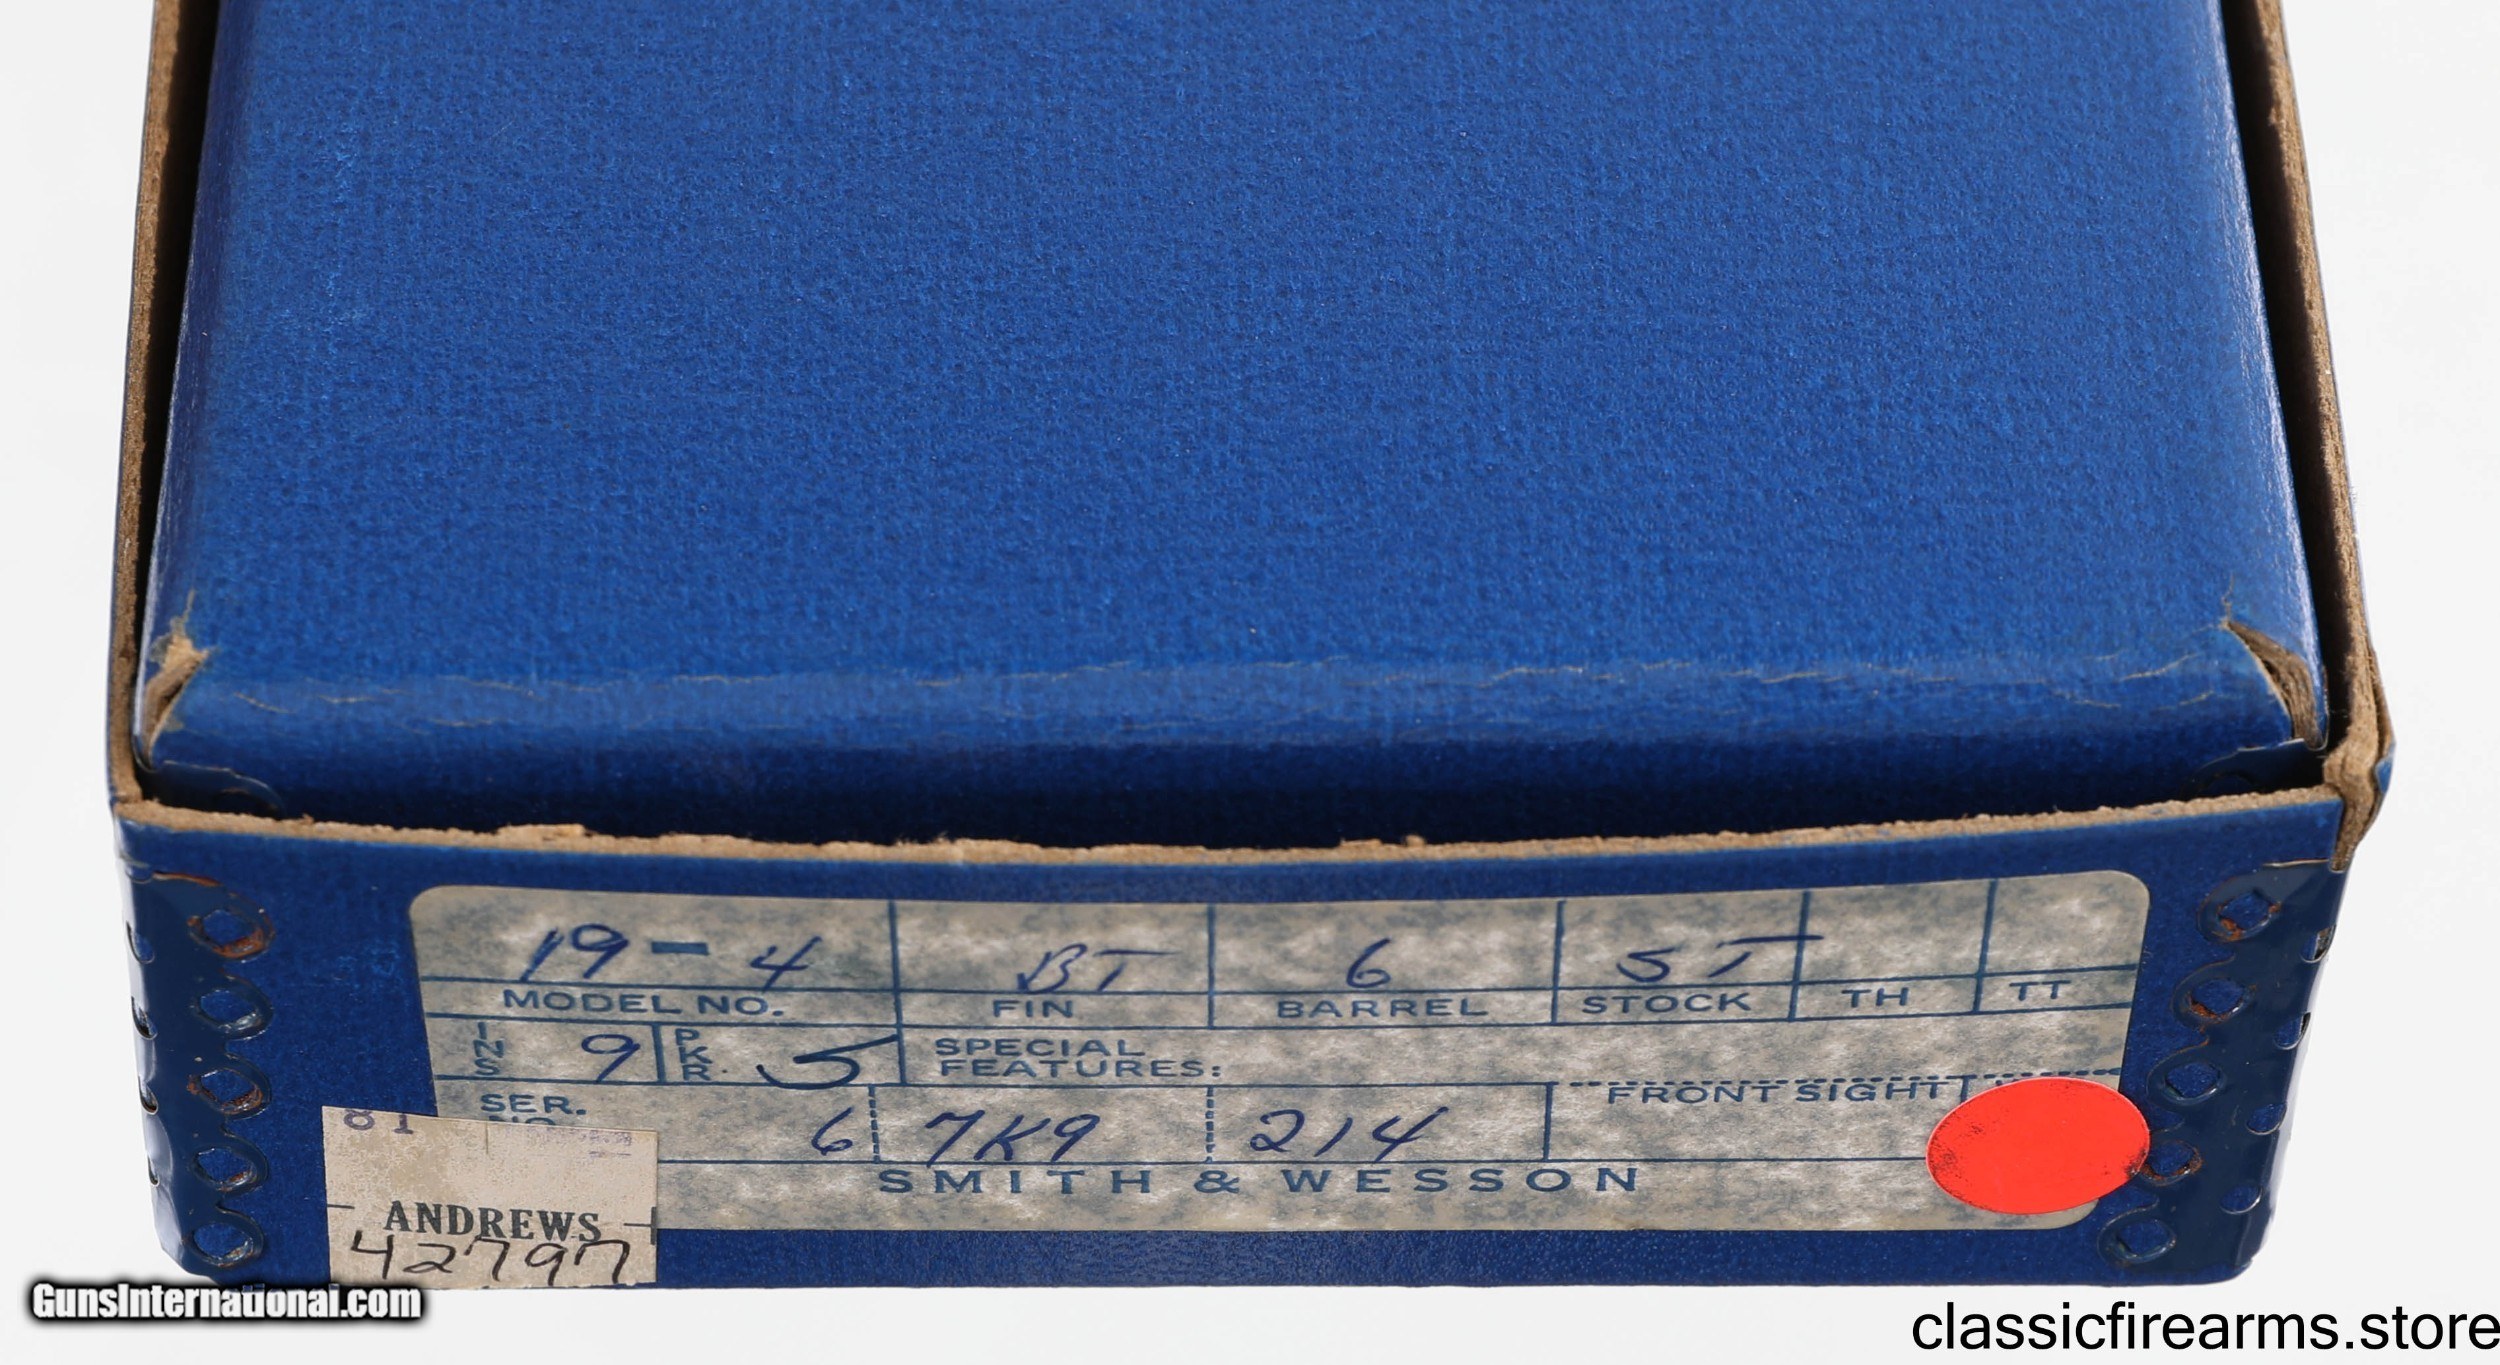 19-4 BT 6 ST
MODEL NO. FIN BARREL STOCK TH TT
INS 9 PKR. 5 SPECIAL FEATURES:
SER. NO. 6 7K9 214 FRONT SIGHT
SMITH & WESSON
81
ANDREWS
42797
GunsInternational.com
classicfirearms.store